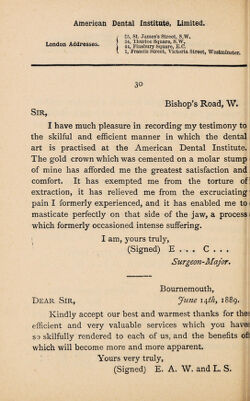 American Dental Institute, Limited.
London Addresses.
St. James's Street, S.W.
Square, S.W.
Finsbury Square, E.C.
Francis Street, Victoria Street, Westminster.
30
Bishop's Road, W.
SIR,
I have much pleasure in recording my testimony to
the skilful and efficient manner in which the dental
art is practised at the American Dental Institute.
The gold crown which was cemented on a molar stump
of mine has afforded me the greatest satisfaction and
comfort. It has exempted me from the torture of
extraction, it has relieved me from the excruciating
pain I formerly experienced, and it has enabled me to
masticate perfectly on that side of the jaw, a process
which formerly occasioned intense suffering.
I am, yours truly,
(Signed) E . . . C . . .
Surgeon-Major.
Bournemouth,
DEAR SIR,
June 14th, 1889.
Kindly accept our best and warmest thanks for the
efficient and very valuable services which you have
so skilfully rendered to each of us, and the benefits of
which will become more and more apparent.
Yours very truly,
(Signed) E. A. W. and L. S.